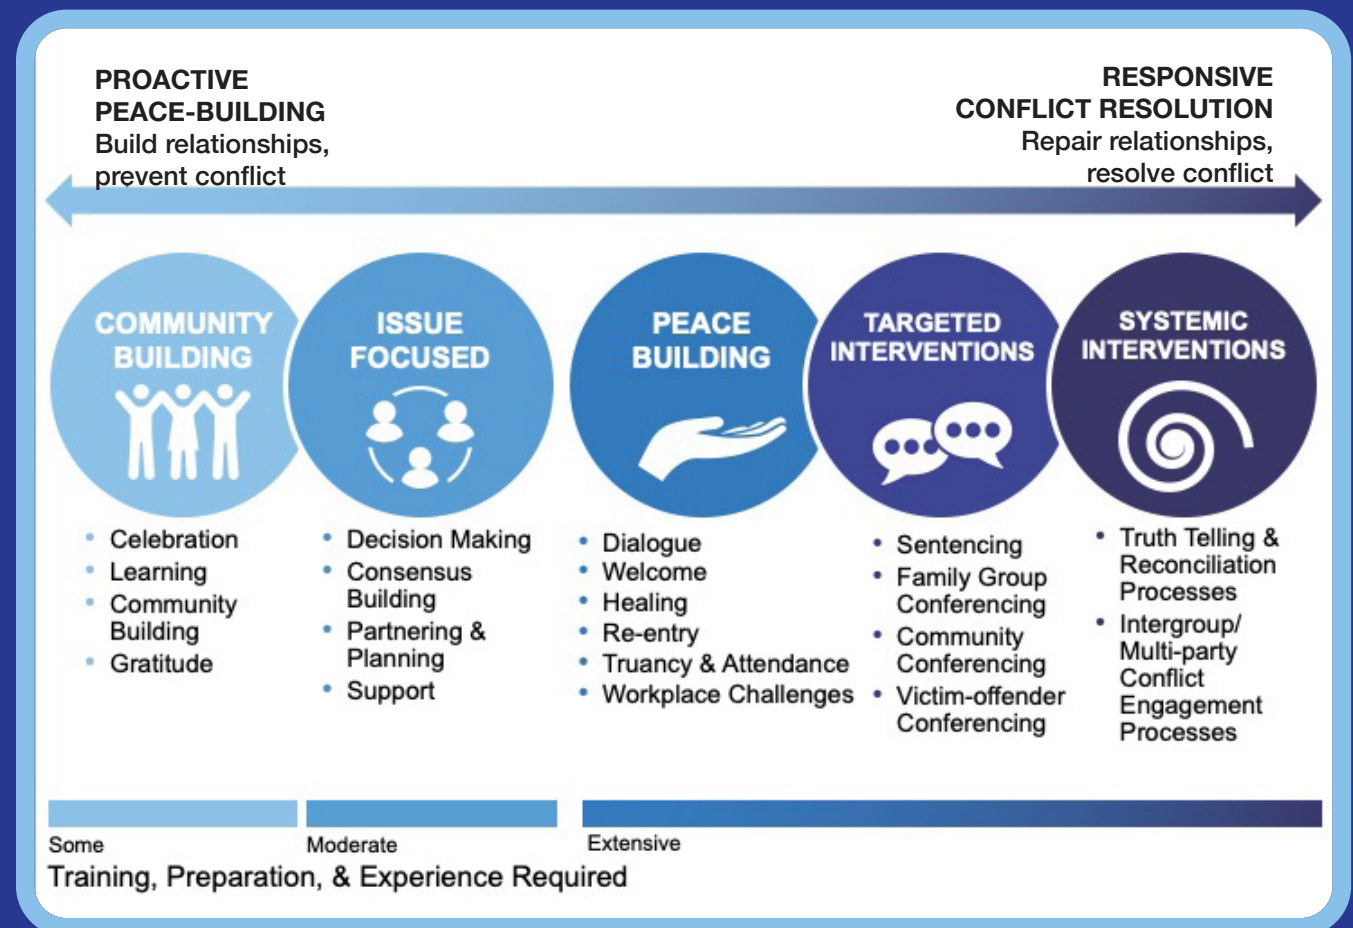 PROACTIVE
PEACE-BUILDING
Build relationships,
prevent conflict
RESPONSIVE
CONFLICT RESOLUTION
Repair relationships,
resolve conflict
COMMUNITY
BUILDING
• Celebration
• Learning
• Community
Building
• Gratitude
ISSUE
FOCUSED
• Decision Making
• Consensus
Building
• Partnering &
Planning
• Support
PEACE
BUILDING
• Dialogue
• Welcome
• Healing
• Re-entry
• Truancy & Attendance
• Workplace Challenges
TARGETED
INTERVENTIONS
• Sentencing
• Family Group
Conferencing
• Community
Conferencing
• Victim-offender
Conferencing
SYSTEMIC
INTERVENTIONS
• Truth Telling &
Reconciliation
Processes
• Intergroup/
Multi-party
Conflict
Engagement
Processes
Some
Moderate
Extensive
Training, Preparation, & Experience Required